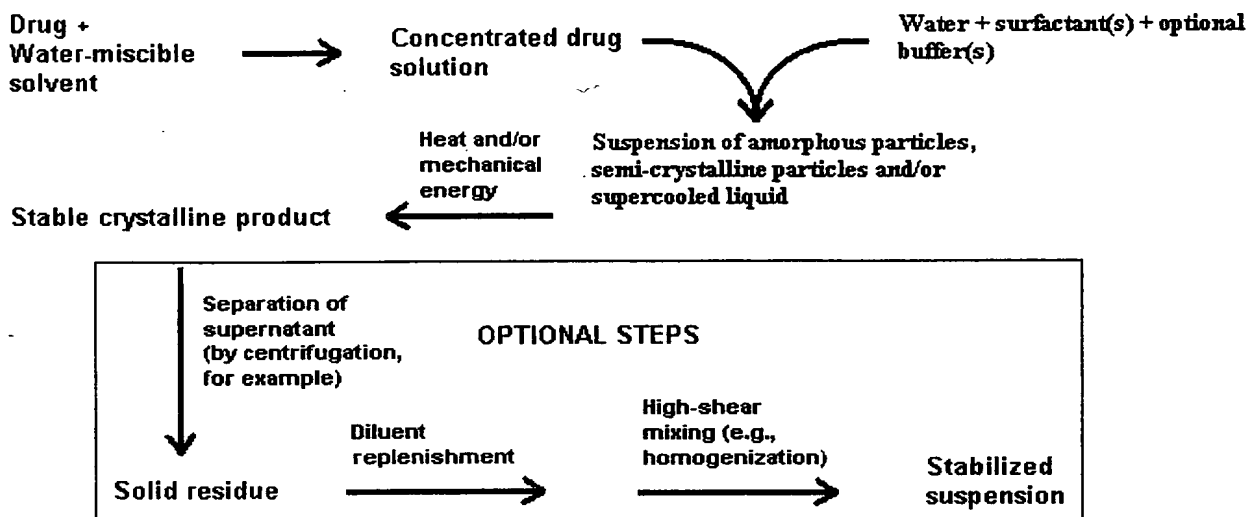 Drug +
Water-miscible
solvent
Concentrated drug
solution
Water + surfactant(s) + optional
buffer(s)
Heat and/or
mechanical
energy
Suspension of amorphous particles,
semi-crystalline particles and/or
supercooled liquid
Stable crystalline product
Separation of
supernatant
(by centrifugation,
for example)
OPTIONAL STEPS
Solid residue
Diluent
replenishment
High-shear
mixing (e.g.,
homogenization)
Stabilized
suspension